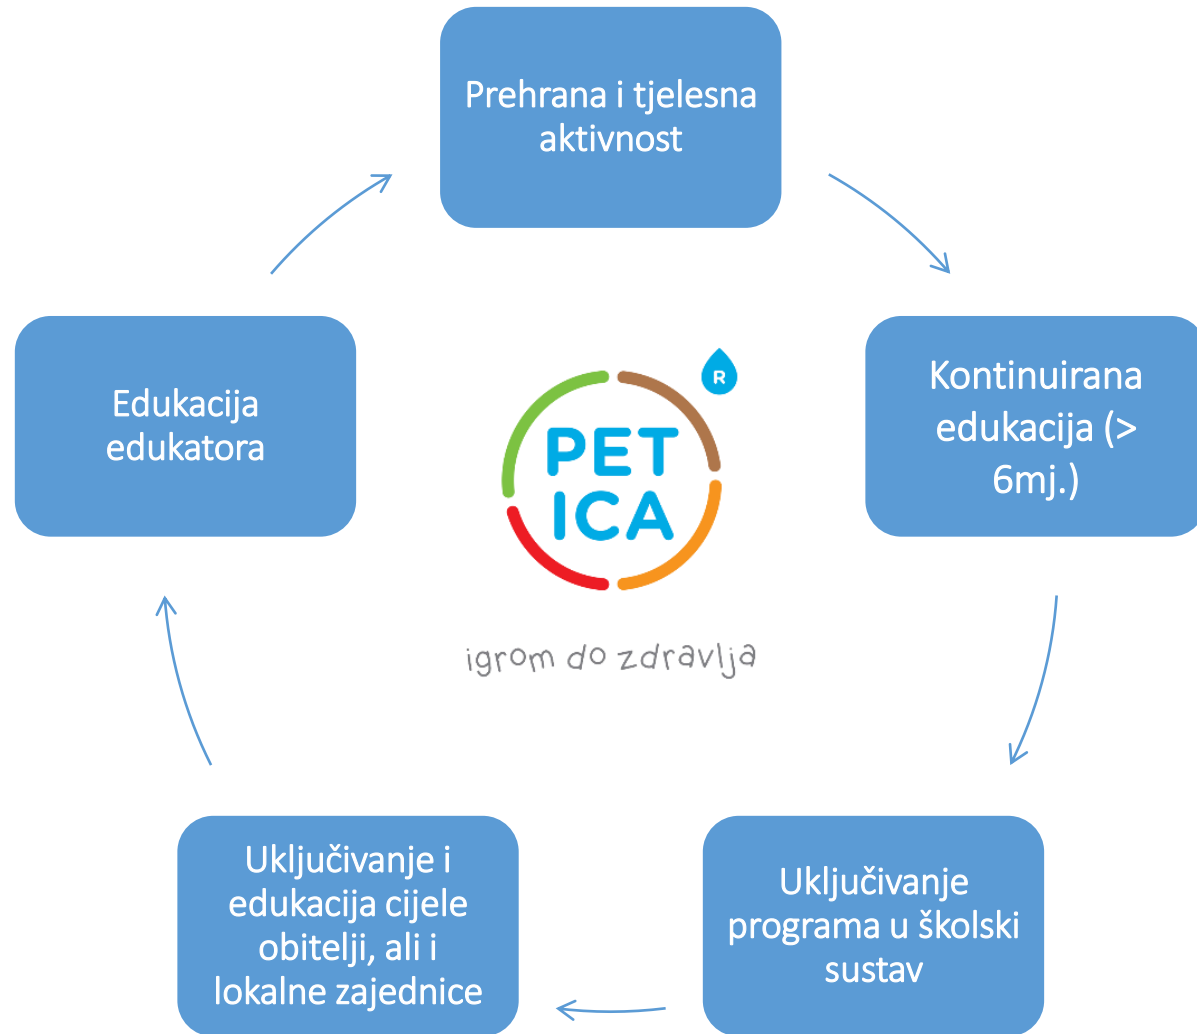 Prehrana i tjelesna
aktivnost
Kontinuirana
edukacija (>
6mj.)
Uključivanje
programa u školski
sustav
Uključivanje i
edukacija cijele
obitelji, ali i
lokalne zajednice
Edukacija
edukatora
R
PET
ICA
igrom do zdravlja